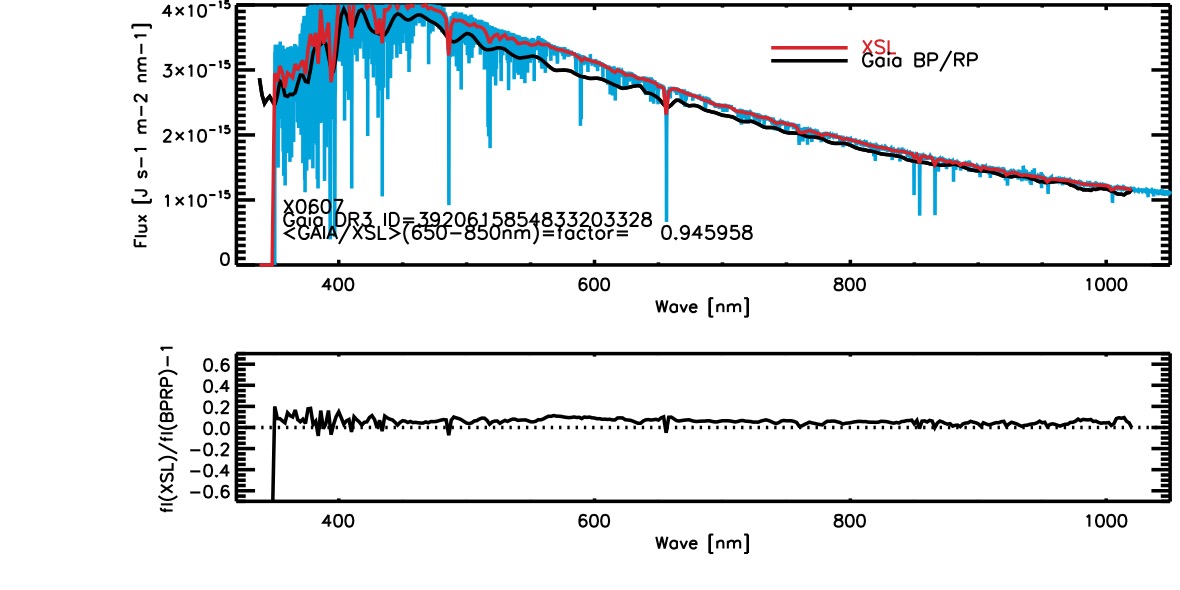 4×10⁻¹⁵
3×10⁻¹⁵
2×10⁻¹⁵
1×10⁻¹⁵
0
Flux [J s−1 m−2 nm−1]
XSL
Gaia BP/RP
X0607
Gaia DR3 ID=3920615854833203328
<GAIA/XSL>(650−850nm)=factor= 0.945958
400 600 800 1000
Wave [nm]
fl(XSL)/fl(BPRP)−1
0.6
0.4
0.2
0.0
−0.2
−0.4
−0.6
400 600 800 1000
Wave [nm]